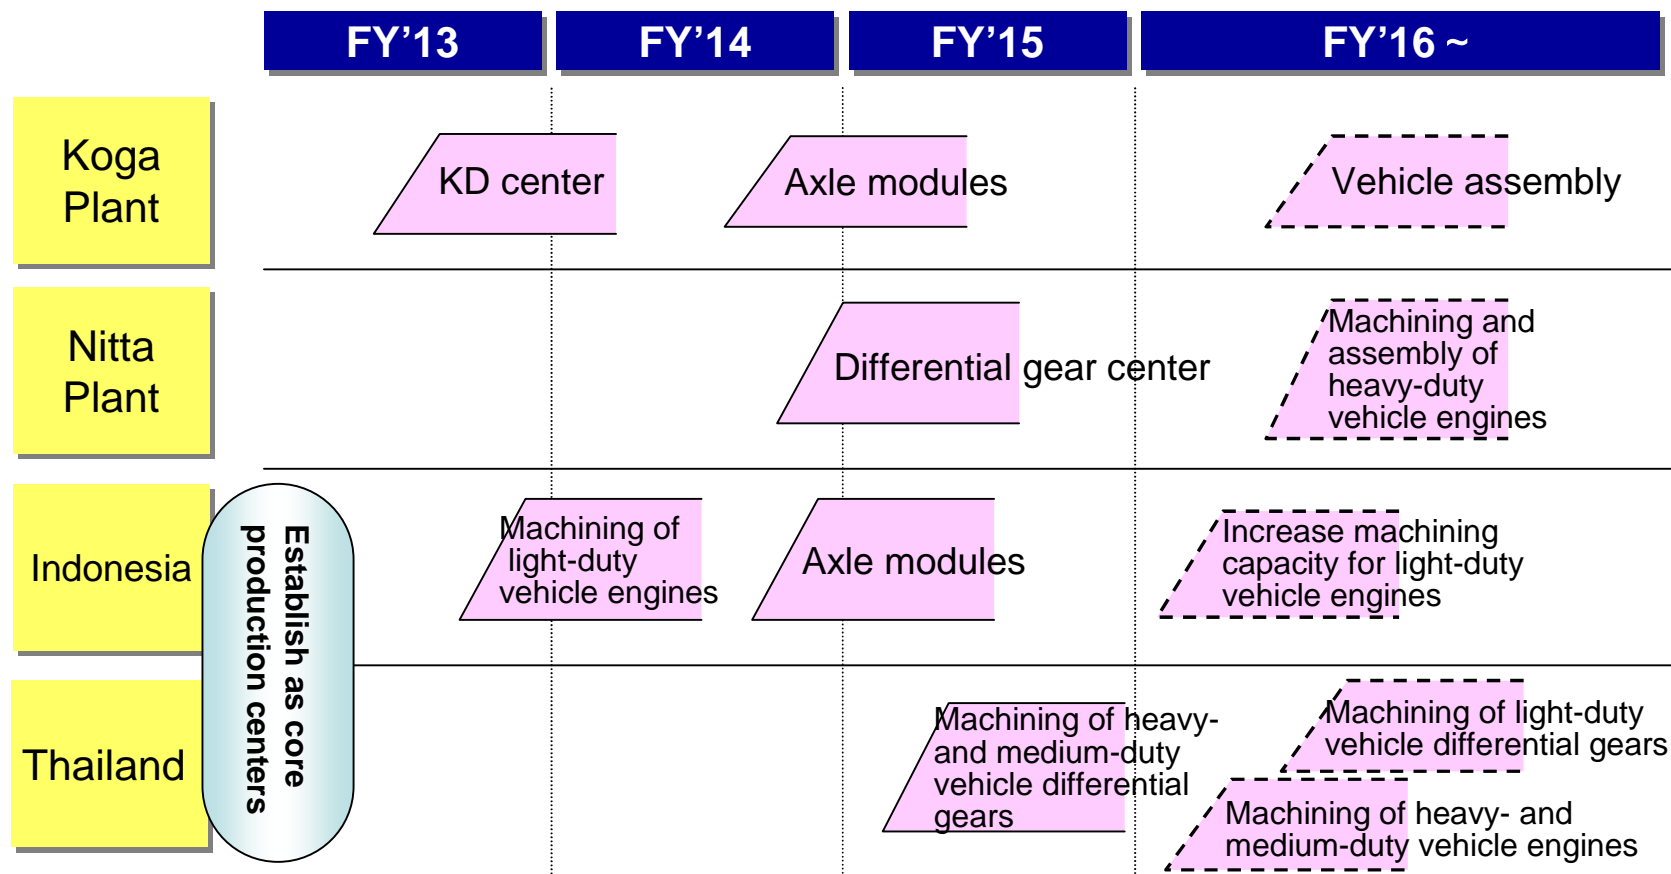 FY’13
FY’14
FY’15
FY’16 ~
Koga
Plant
KD center
Axle modules
Vehicle assembly
Nitta
Plant
Differential gear center
Machining and
assembly of
heavy-duty
vehicle engines
Indonesia
Establish as core
production centers
Machining of
light-duty
vehicle engines
Axle modules
Increase machining
capacity for light-duty
vehicle engines
Thailand
Machining of heavy-
and medium-duty
vehicle differential
gears
Machining of light-duty
vehicle differential gears
Machining of heavy- and
medium-duty vehicle engines